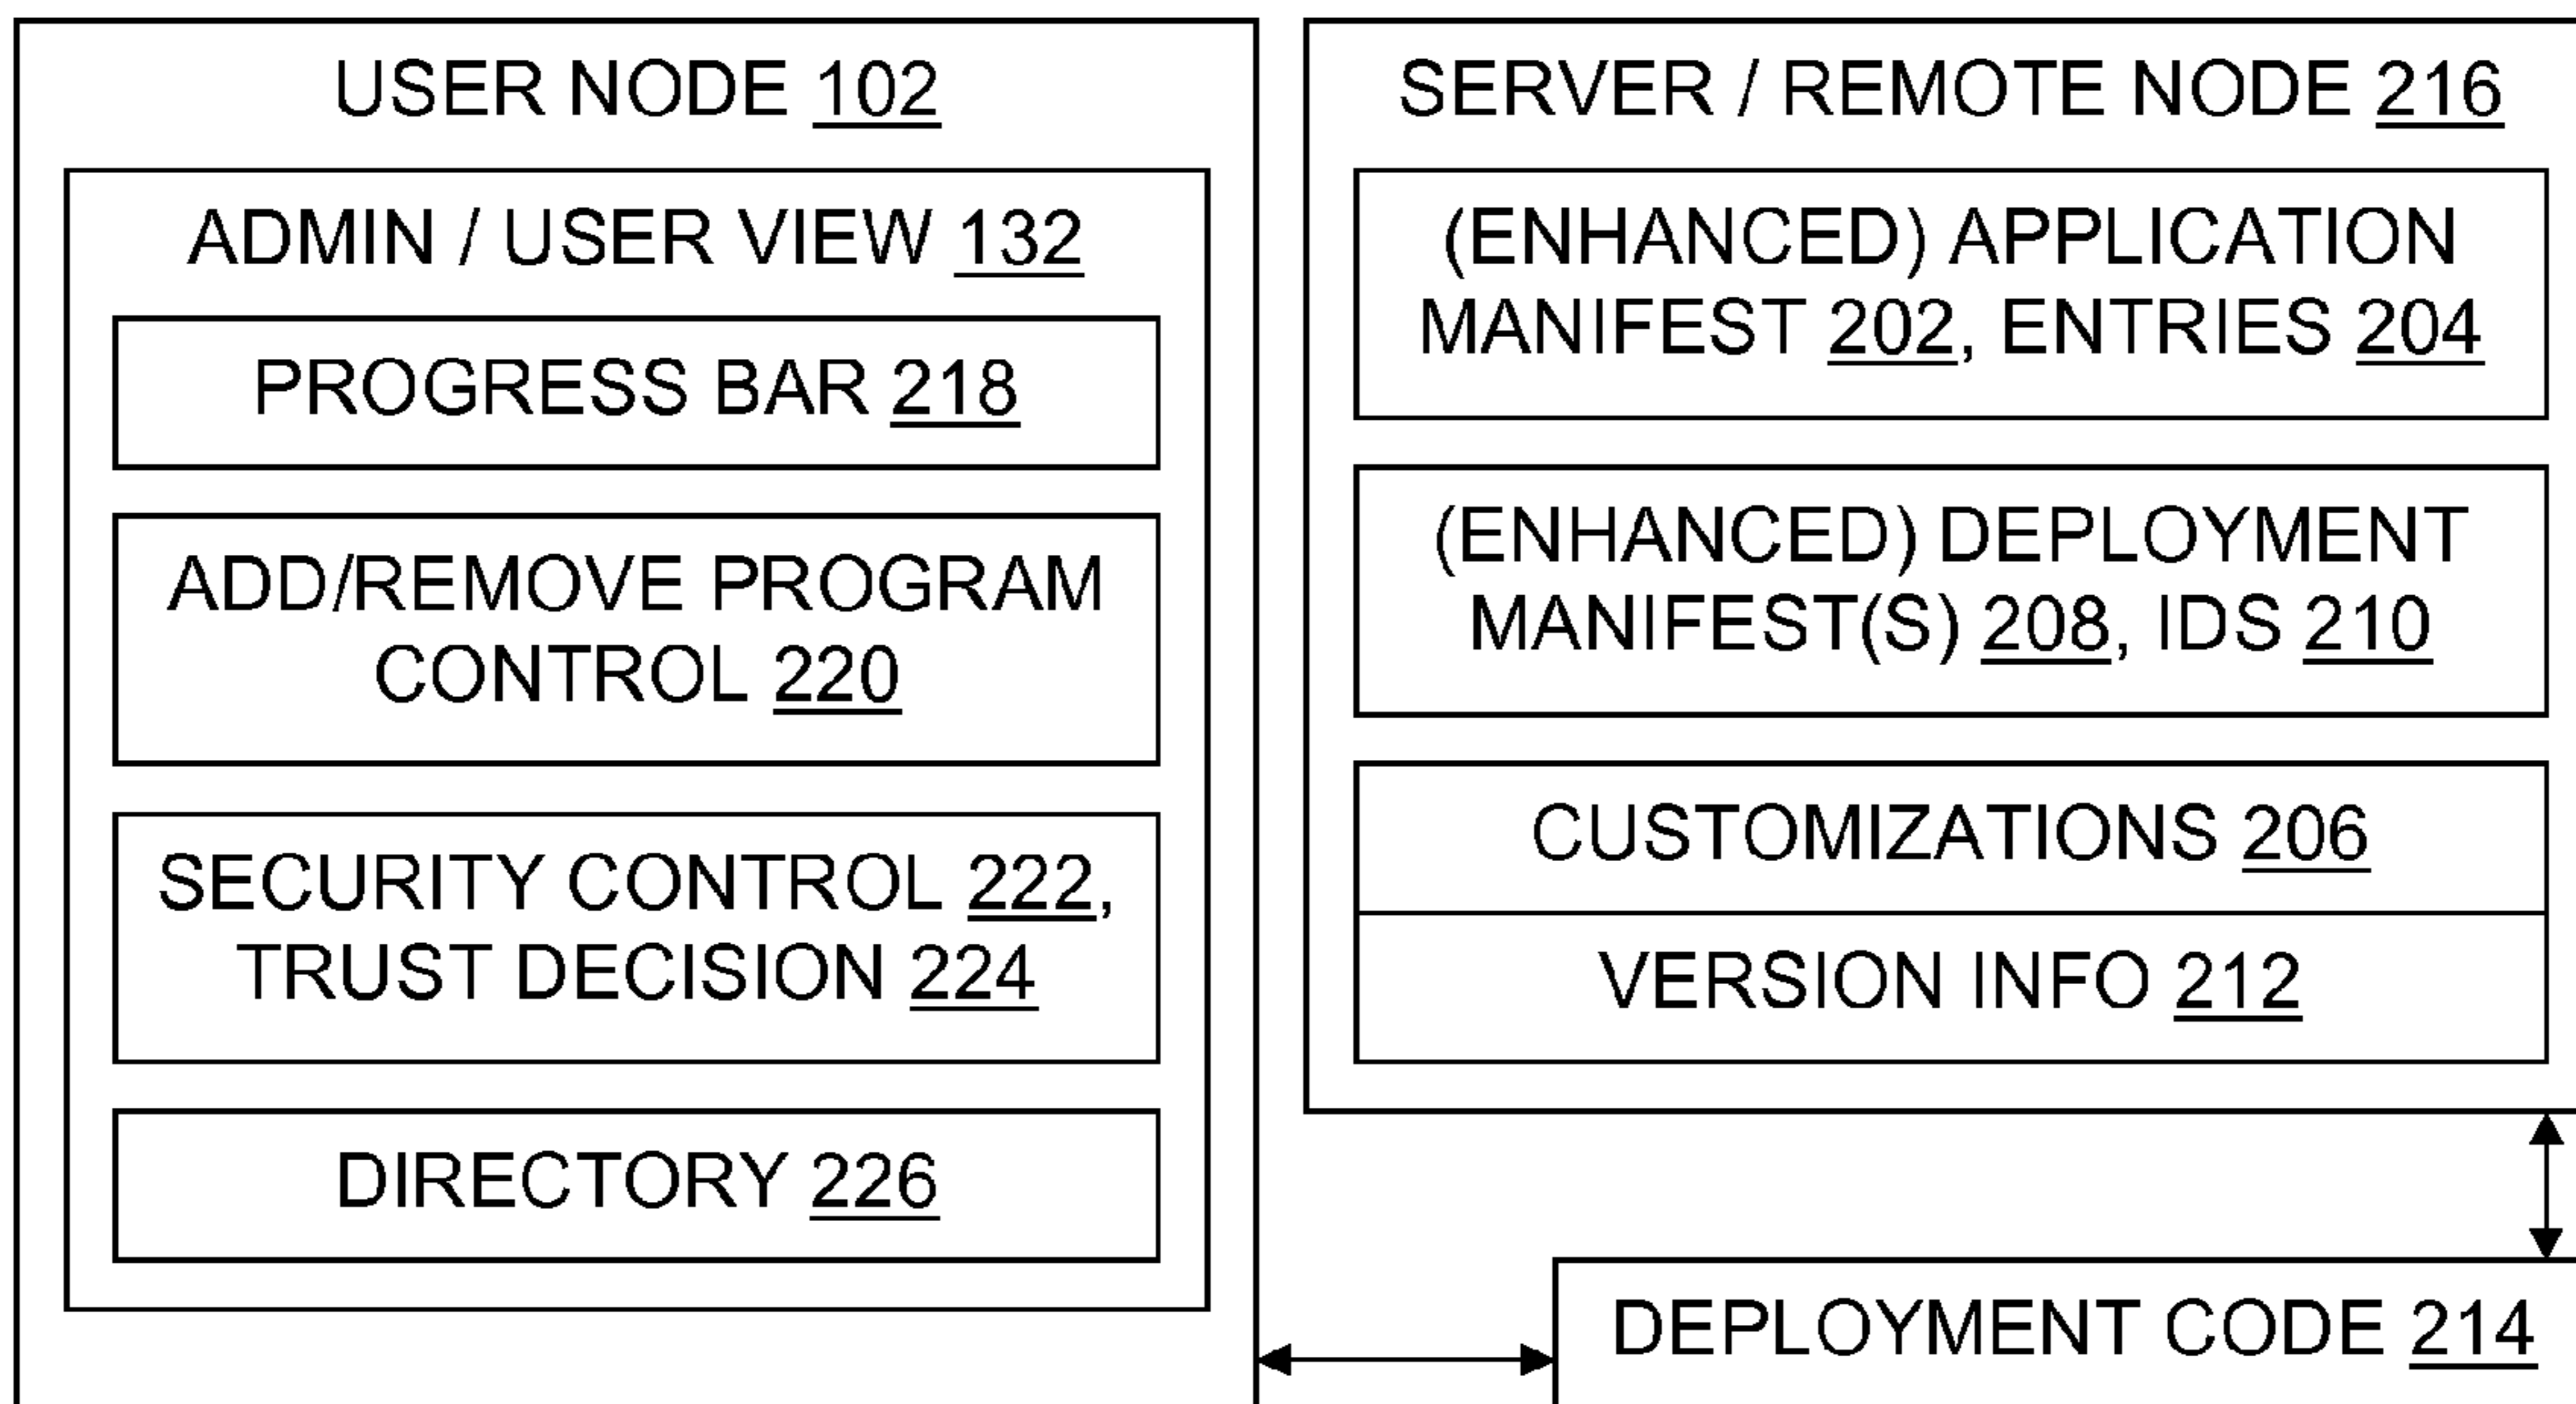 USER NODE 102
ADMIN / USER VIEW 132
PROGRESS BAR 218
ADD/REMOVE PROGRAM
CONTROL 220
SECURITY CONTROL 222,
TRUST DECISION 224
DIRECTORY 226
SERVER / REMOTE NODE 216
(ENHANCED) APPLICATION
MANIFEST 202, ENTRIES 204
(ENHANCED) DEPLOYMENT
MANIFEST(S) 208, IDS 210
CUSTOMIZATIONS 206
VERSION INFO 212
DEPLOYMENT CODE 214